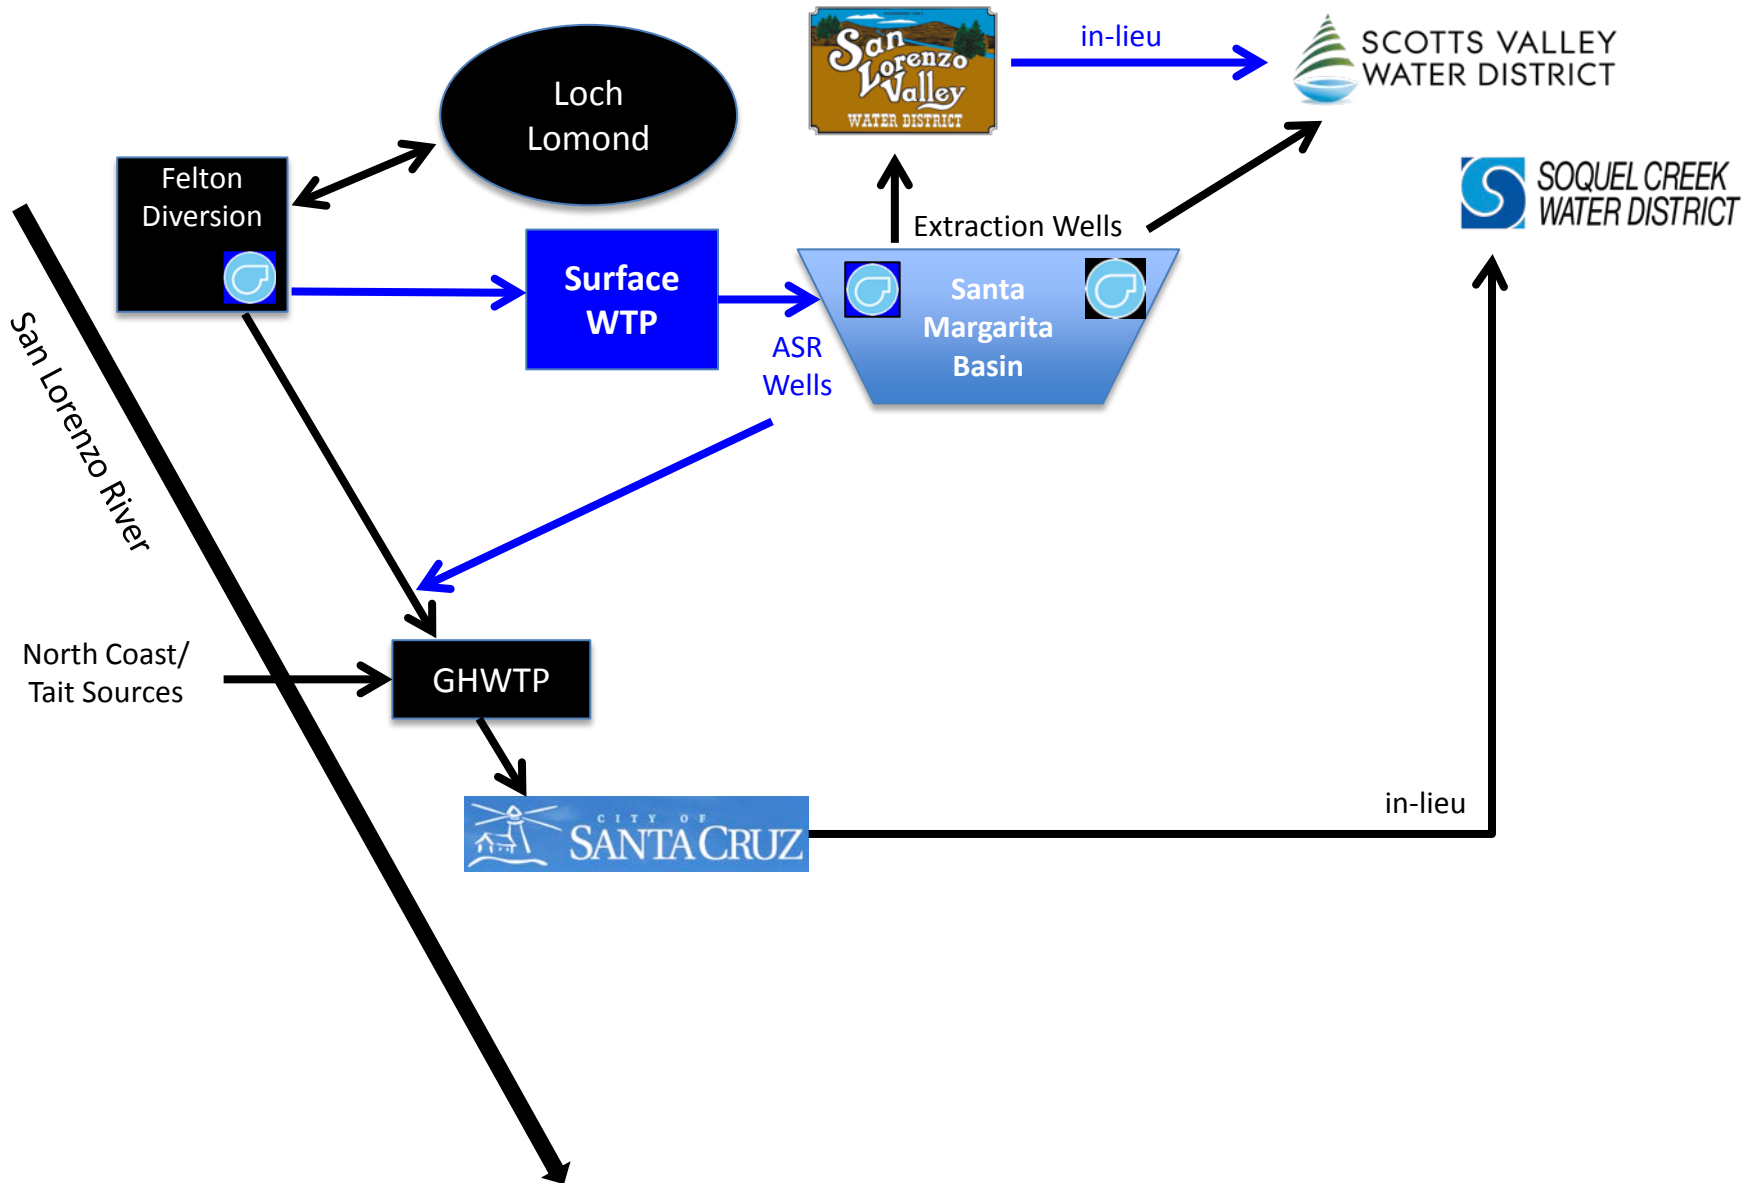 San
Lorenzo
Valley
WATER DISTRICT
in-lieu
SCOTTS VALLEY
WATER DISTRICT
Loch
Lomond
Felton
Diversion
SOQUEL CREEK
WATER DISTRICT
Extraction Wells
Surface
WTP
Santa
Margarita
Basin
ASR
Wells
San Lorenzo River
North Coast/
Tait Sources
GHWTP
in-lieu
CITY OF
SANTA CRUZ